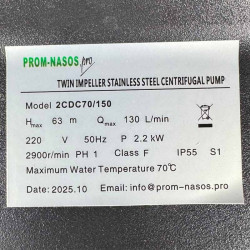 PROM-NASOS.pro
TWIN IMPELLER STAINLESS STEEL CENTRIFUGAL PUMP
Model 2CDC70/150
Hmax 63 m Qmax 130 L/min
220 V 50Hz P 2.2 kW
2900r/min PH 1 Class F IP55 S1
Maximum Water Temperature 70℃
Date 2025.10 Email: info@prom-nasos.pro